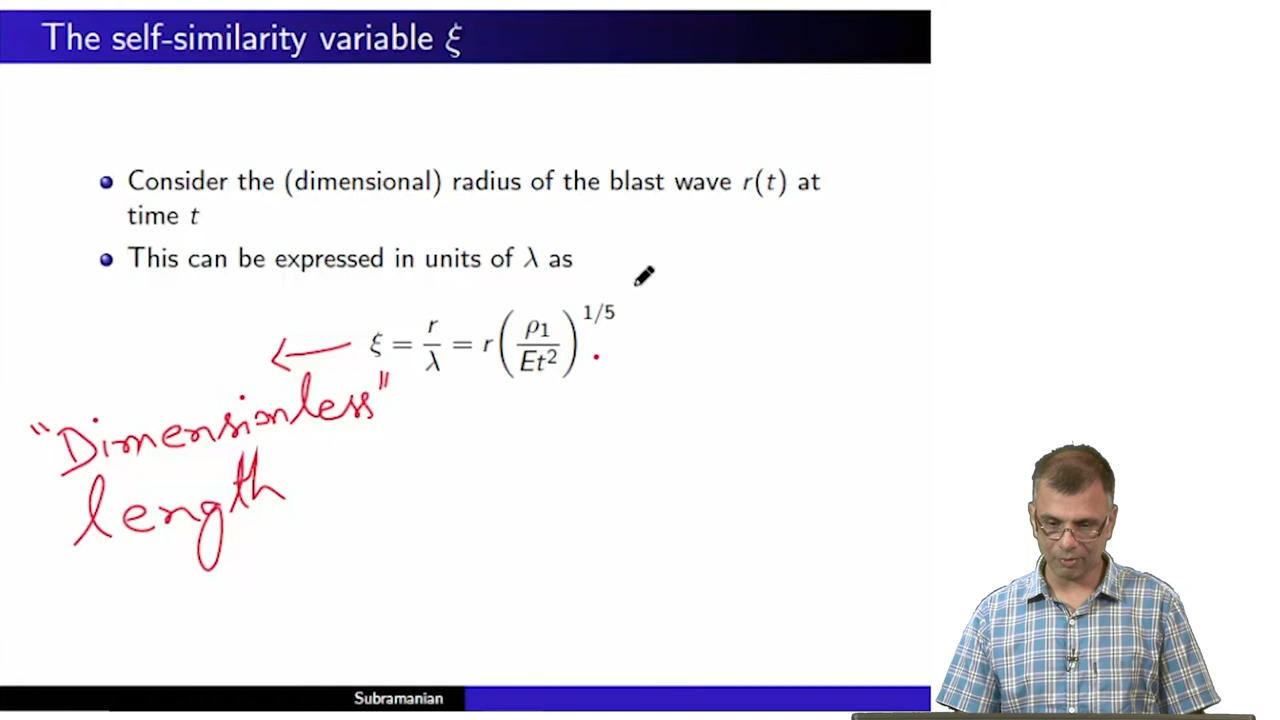 The self-similarity variable ξ
Consider the (dimensional) radius of the blast wave r(t) at
time t
This can be expressed in units of λ as
ξ = r/λ = r(ρ₁/Et²)^{1/5}
"Dimensionless"
length
Subramanian